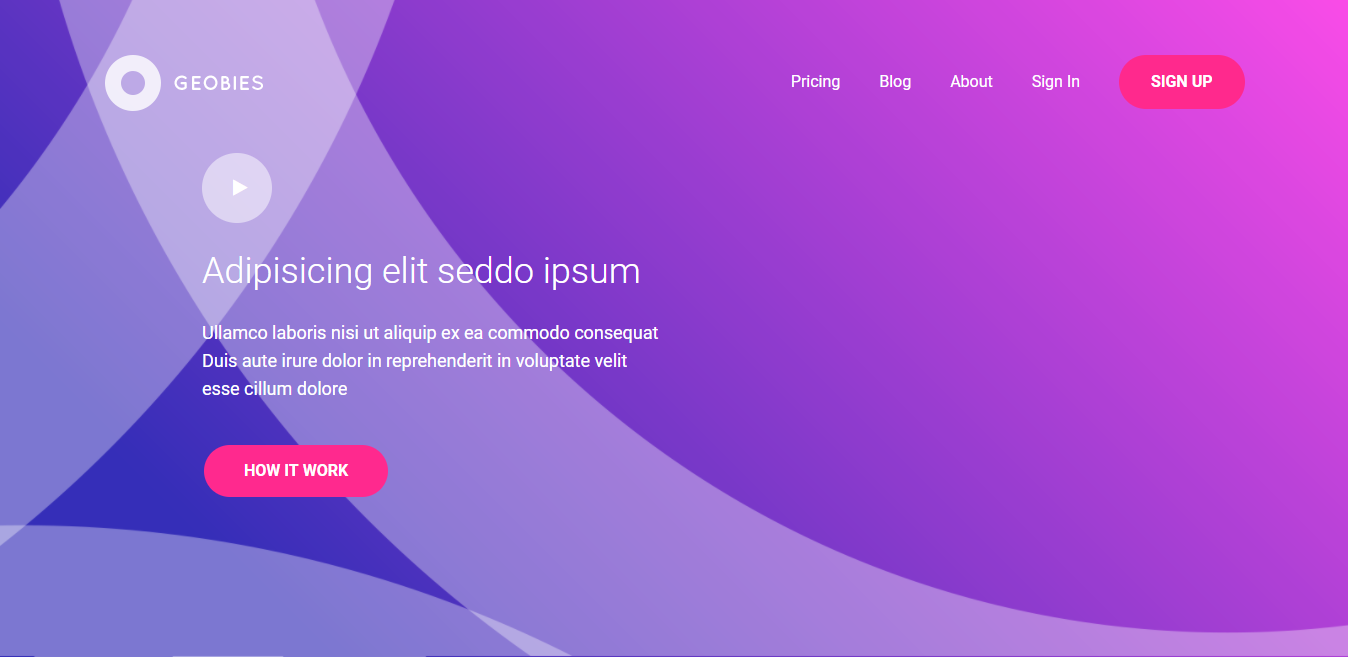 GEOBIES
Pricing
Blog
About
Sign In
SIGN UP
Adipisicing elit seddo ipsum
Ullamco laboris nisi ut aliquip ex ea commodo consequat
Duis aute irure dolor in reprehenderit in voluptate velit
esse cillum dolore
HOW IT WORK